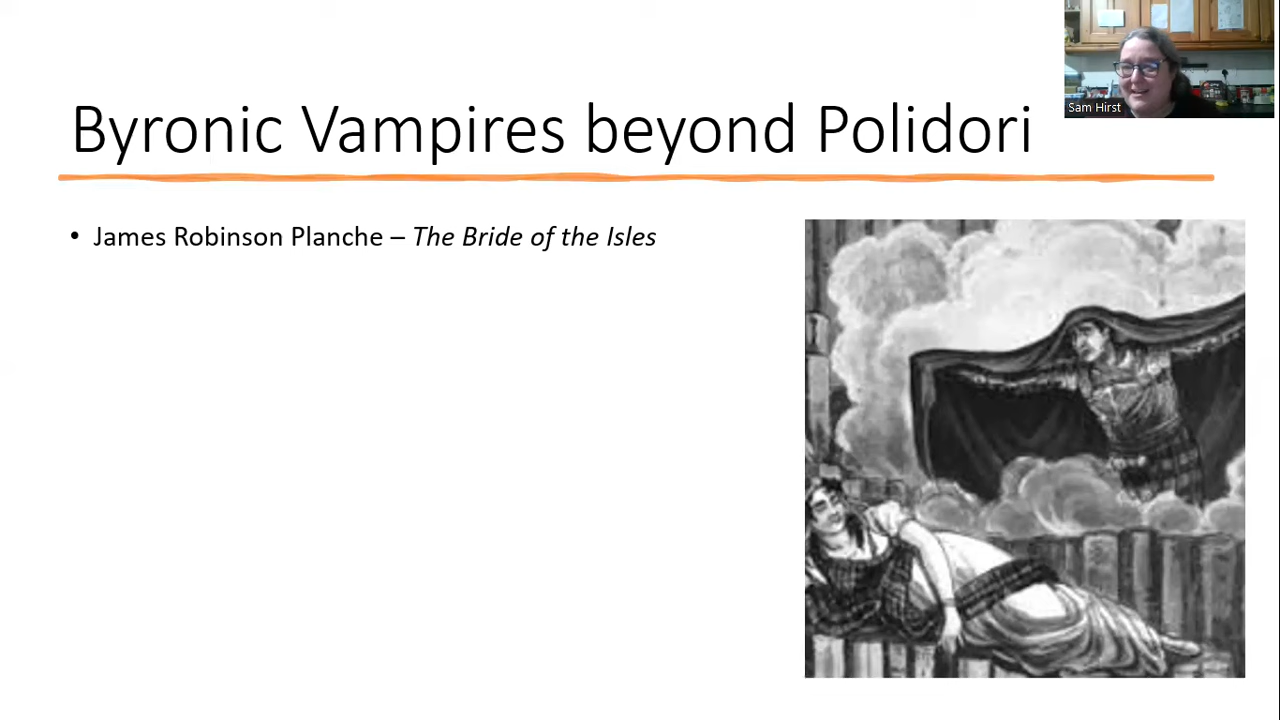 Byronic Vampires beyond Polidori
Sam Hirst
• James Robinson Planche – The Bride of the Isles